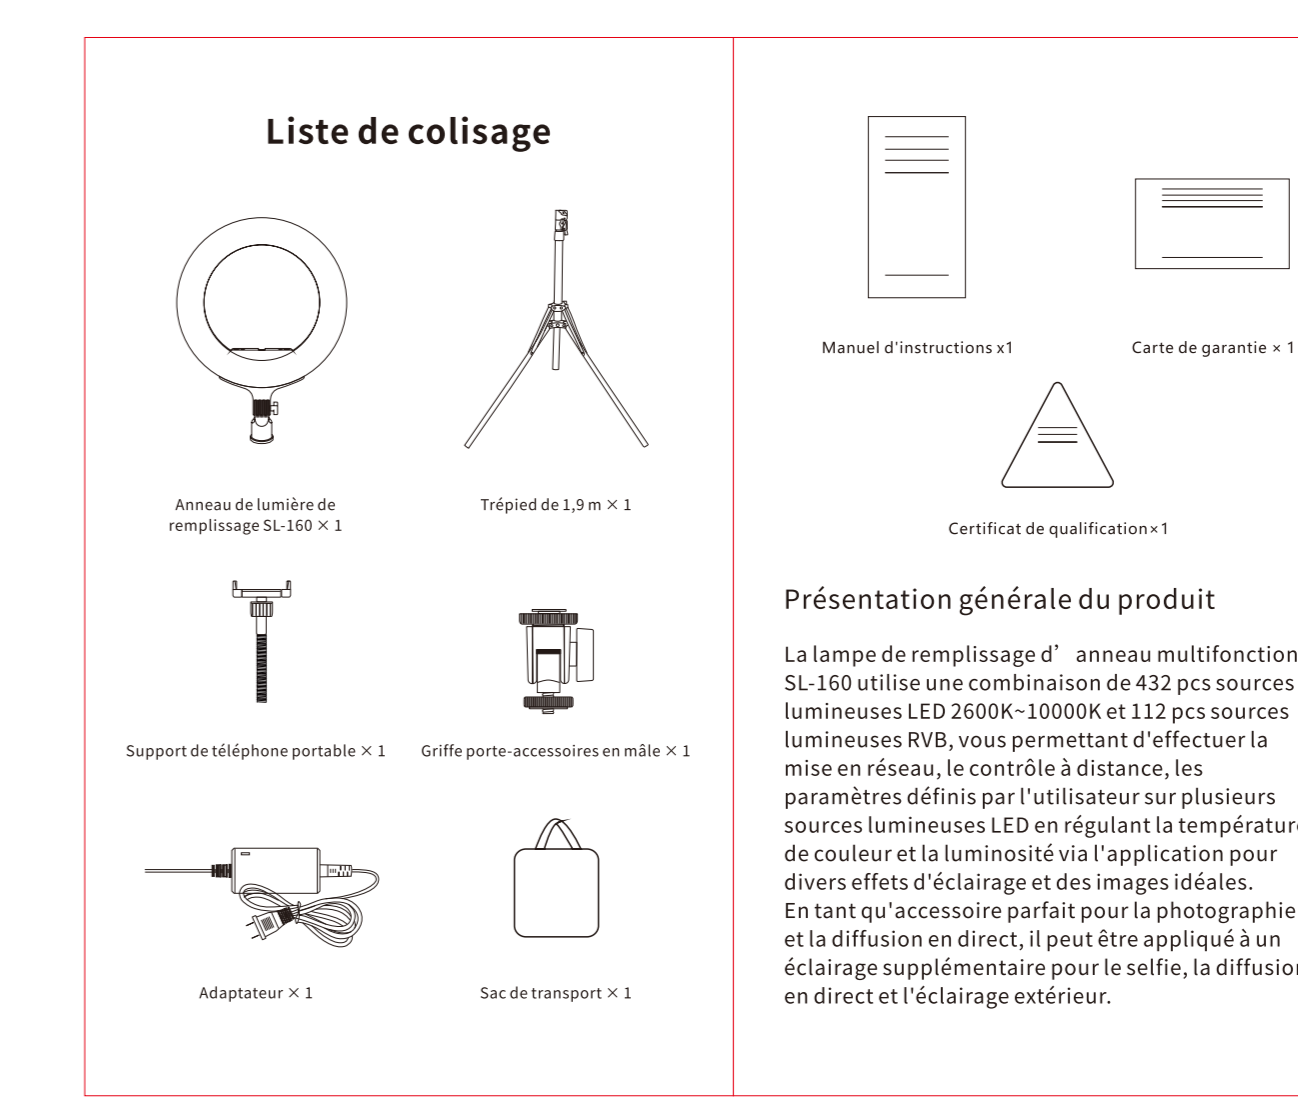 Liste de colisage
Anneau de lumière de
remplissage SL-160 × 1
Trépied de 1,9 m × 1
Support de téléphone portable × 1
Griffe porte-accessoires en mâle × 1
Adaptateur × 1
Sac de transport × 1
Manuel d'instructions x1
Carte de garantie × 1
Certificat de qualification×1
Présentation générale du produit
La lampe de remplissage d’ anneau multifonction
SL-160 utilise une combinaison de 432 pcs sources
lumineuses LED 2600K~10000K et 112 pcs sources
lumineuses RVB, vous permettant d'effectuer la
mise en réseau, le contrôle à distance, les
paramètres définis par l'utilisateur sur plusieurs
sources lumineuses LED en régulant la température
de couleur et la luminosité via l'application pour
divers effets d'éclairage et des images idéales.
En tant qu'accessoire parfait pour la photographie
et la diffusion en direct, il peut être appliqué à un
éclairage supplémentaire pour le selfie, la diffusion
en direct et l'éclairage extérieur.